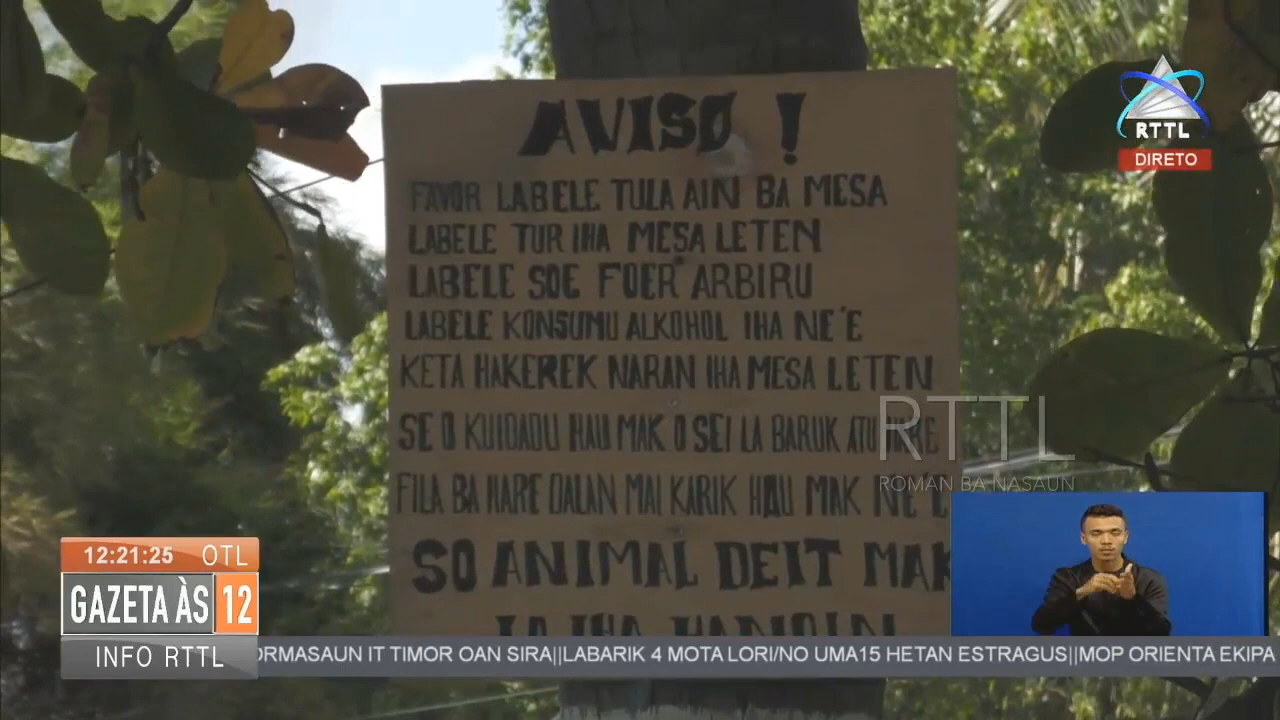 AVISO !
FAVOR LABELE TULA AIN BA MESA
LABELE TUR IHA MESA LETEN
LABELE SOE FOER ARBIRU
LABELE KONSUMU ALKOHOL IHA NE'E
KETA HAKEREK NARAN IHA MESA LETEN
SE O KUIDADU HAU MAK O SEI LA BARUK ATU
FILA BA HARE DALAN MAI KARIK HAU MAK NE'E
SO ANIMAL DEIT MAK
LA IHA HANOIN
RTTL
DIRETO
RTTL
ROMAN BA NASAUN
12:21:25 OTL
GAZETA ÀS 12
INFO RTTL
ORMASAUN IT TIMOR OAN SIRA||LABARIK 4 MOTA LORI/NO UMA15 HETAN ESTRAGUS||MOP ORIENTA EKIPA